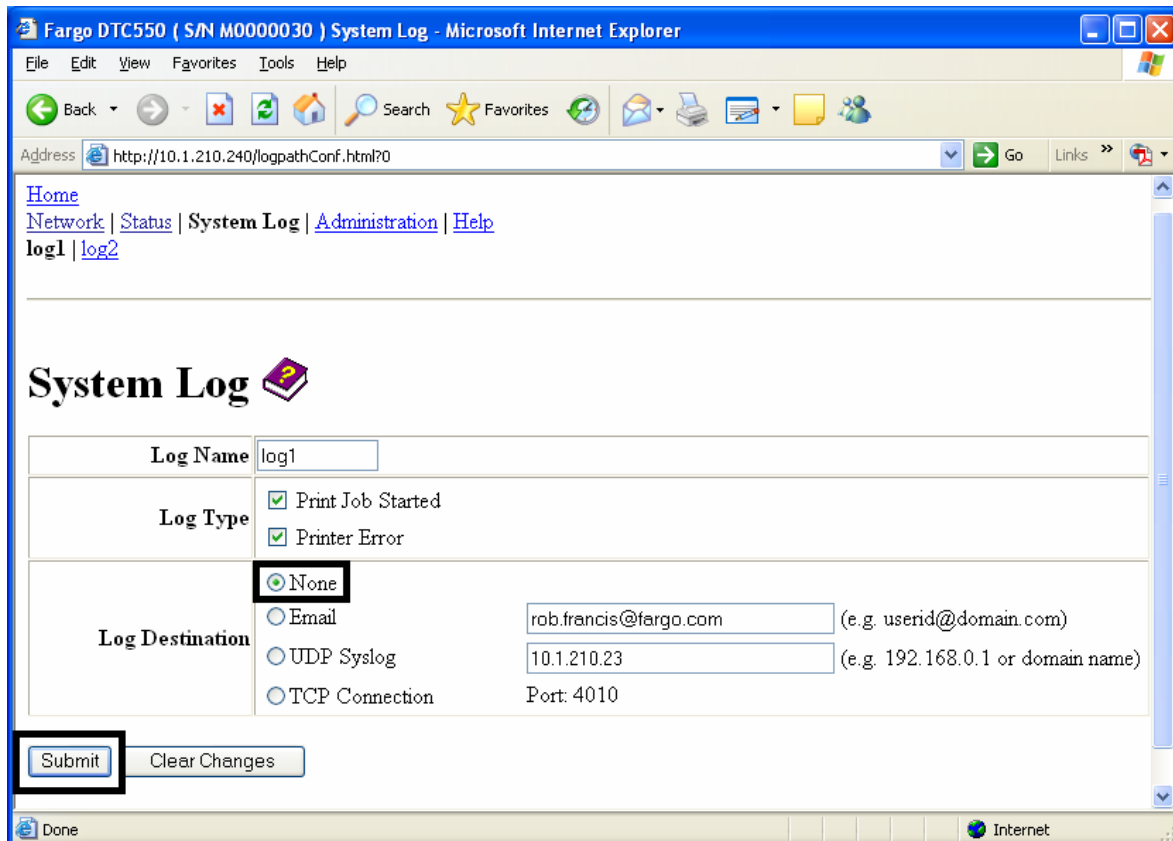 Fargo DTC550 ( S/N M0000030 ) System Log - Microsoft Internet Explorer
File Edit View Favorites Tools Help
Back Search Favorites
Address http://10.1.210.240/logpathConf.html?0 Go Links »
Home
Network | Status | System Log | Administration | Help
log1 | log2
System Log ?
Log Name log1
Log Type
Print Job Started
Printer Error
Log Destination
None
Email rob.francis@fargo.com (e.g. userid@domain.com)
UDP Syslog 10.1.210.23 (e.g. 192.168.0.1 or domain name)
TCP Connection Port: 4010
Submit Clear Changes
Done Internet